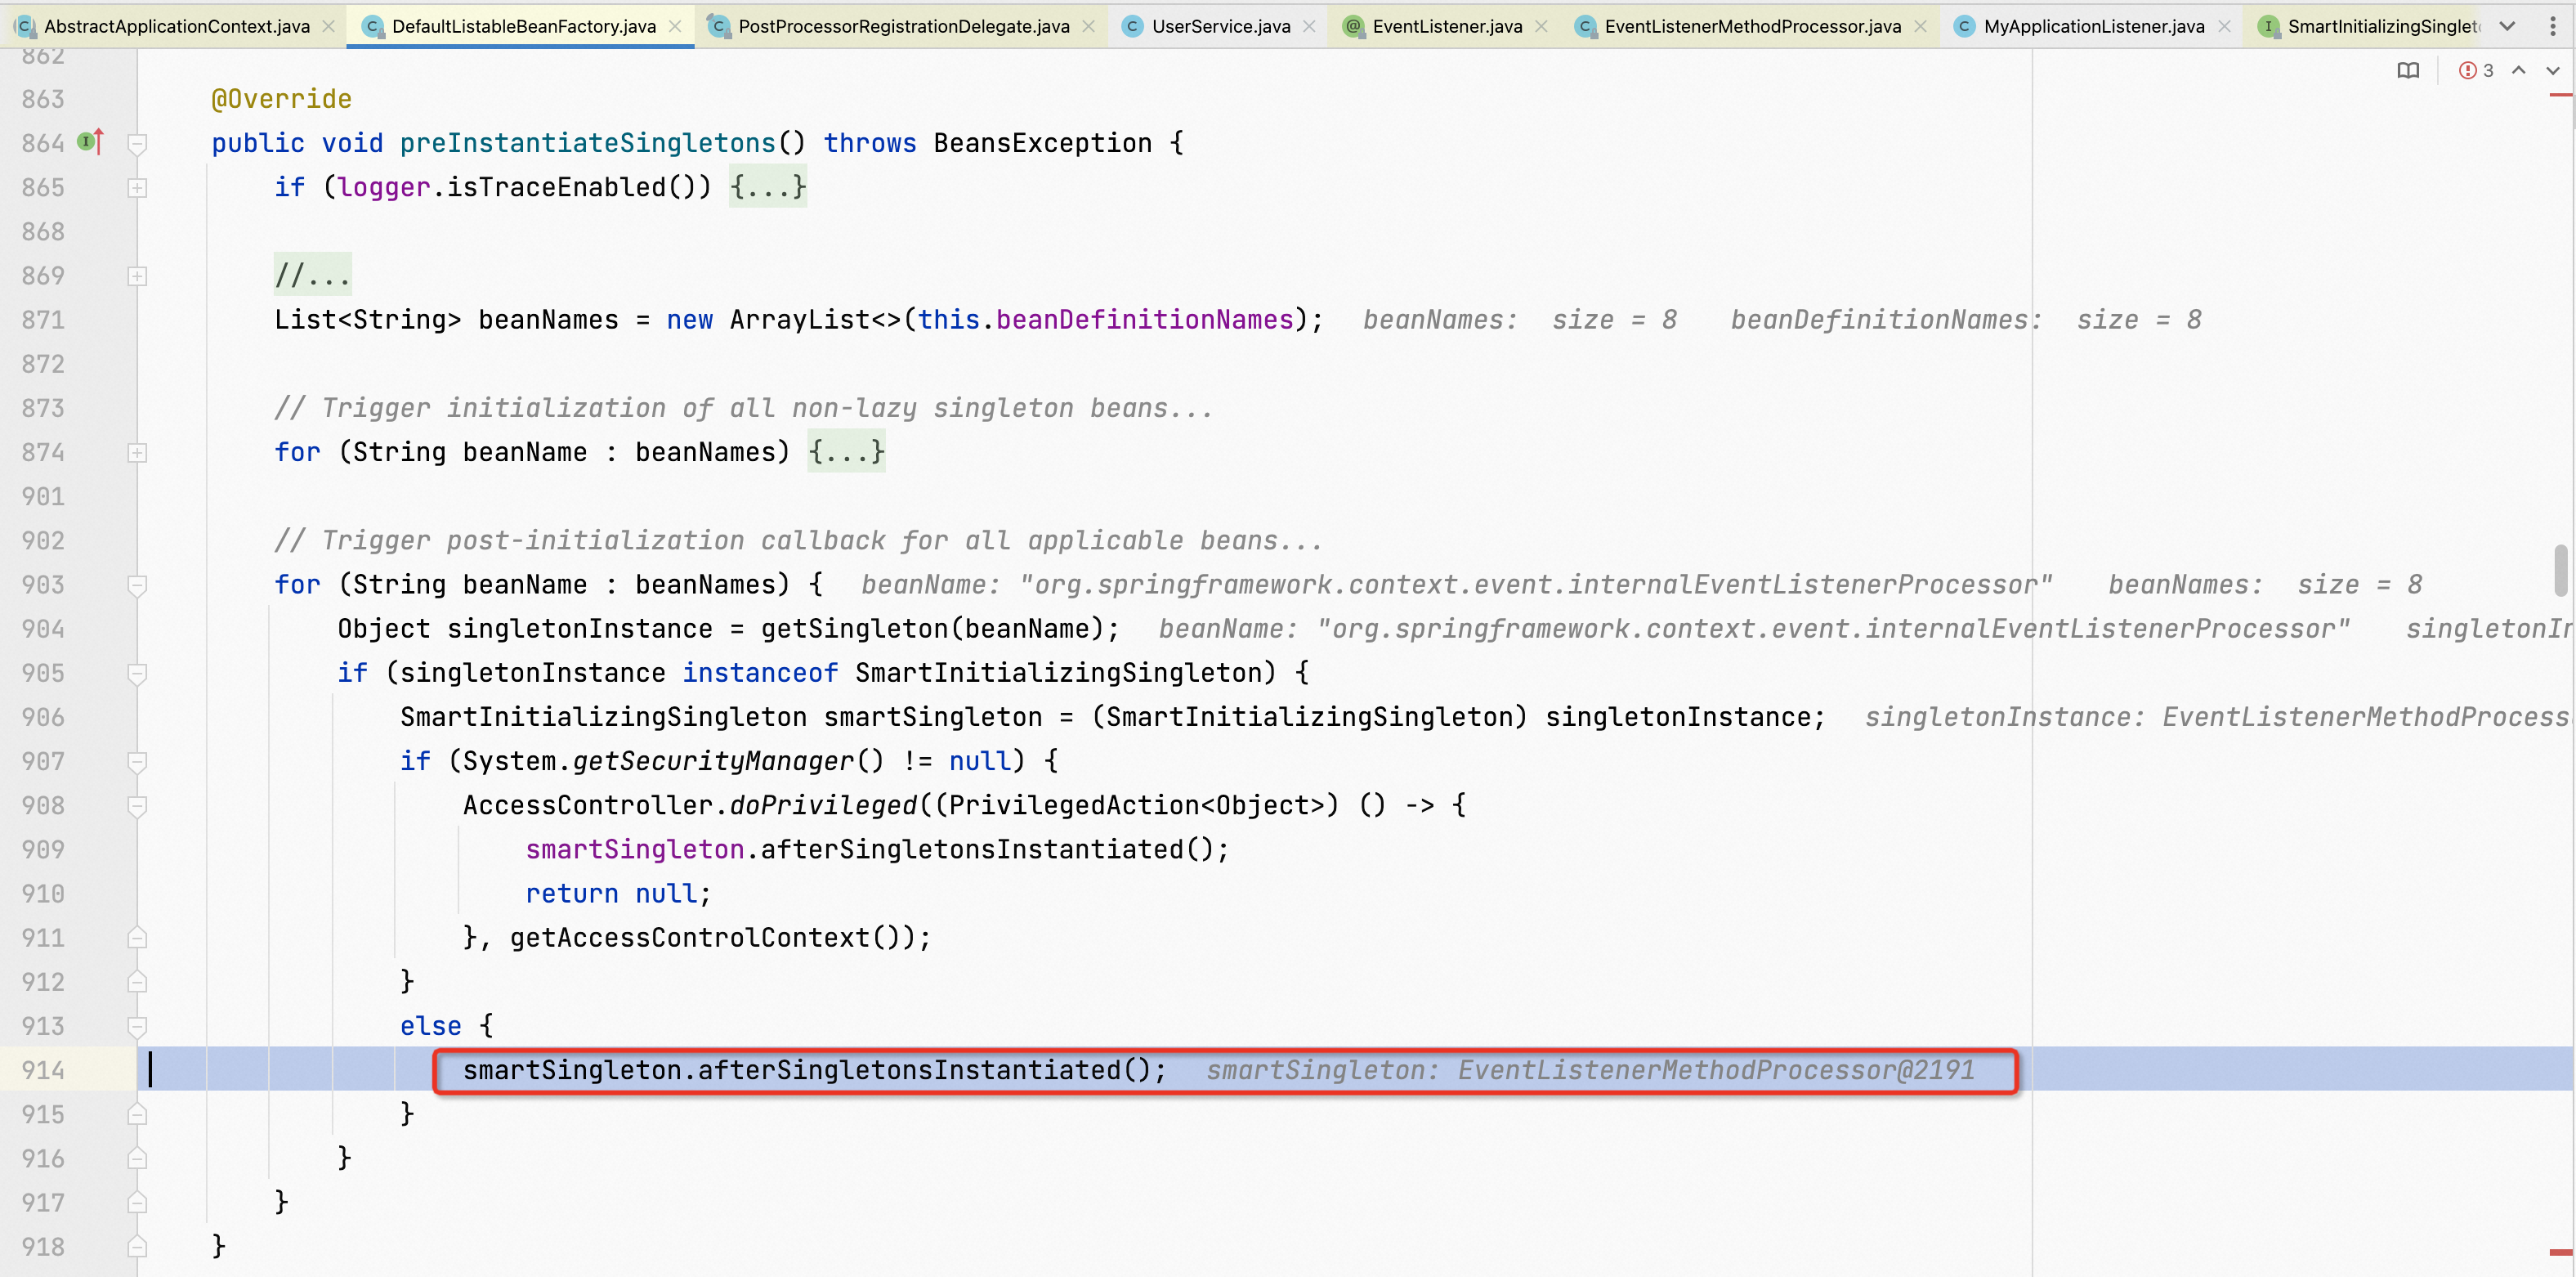 AbstractApplicationContext.java DefaultListableBeanFactory.java PostProcessorRegistrationDelegate.java UserService.java EventListener.java EventListenerMethodProcessor.java MyApplicationListener.java SmartInitializingSinglet
862
3
863 @Override
864 public void preInstantiateSingletons() throws BeansException {
865 if (logger.isTraceEnabled()) {...}
868
869 //...
871 List<String> beanNames = new ArrayList<>(this.beanDefinitionNames); beanNames: size = 8 beanDefinitionNames: size = 8
872
873 // Trigger initialization of all non-lazy singleton beans...
874 for (String beanName : beanNames) {...}
901
902 // Trigger post-initialization callback for all applicable beans...
903 for (String beanName : beanNames) { beanName: "org.springframework.context.event.internalEventListenerProcessor" beanNames: size = 8
904 Object singletonInstance = getSingleton(beanName); beanName: "org.springframework.context.event.internalEventListenerProcessor" singletonIn
905 if (singletonInstance instanceof SmartInitializingSingleton) {
906 SmartInitializingSingleton smartSingleton = (SmartInitializingSingleton) singletonInstance; singletonInstance: EventListenerMethodProcess
907 if (System.getSecurityManager() != null) {
908 AccessController.doPrivileged((PrivilegedAction<Object>) () -> {
909 smartSingleton.afterSingletonsInstantiated();
910 return null;
911 }, getAccessControlContext());
912 }
913 else {
914 smartSingleton.afterSingletonsInstantiated(); smartSingleton: EventListenerMethodProcessor@2191
915 }
916 }
917 }
918 }